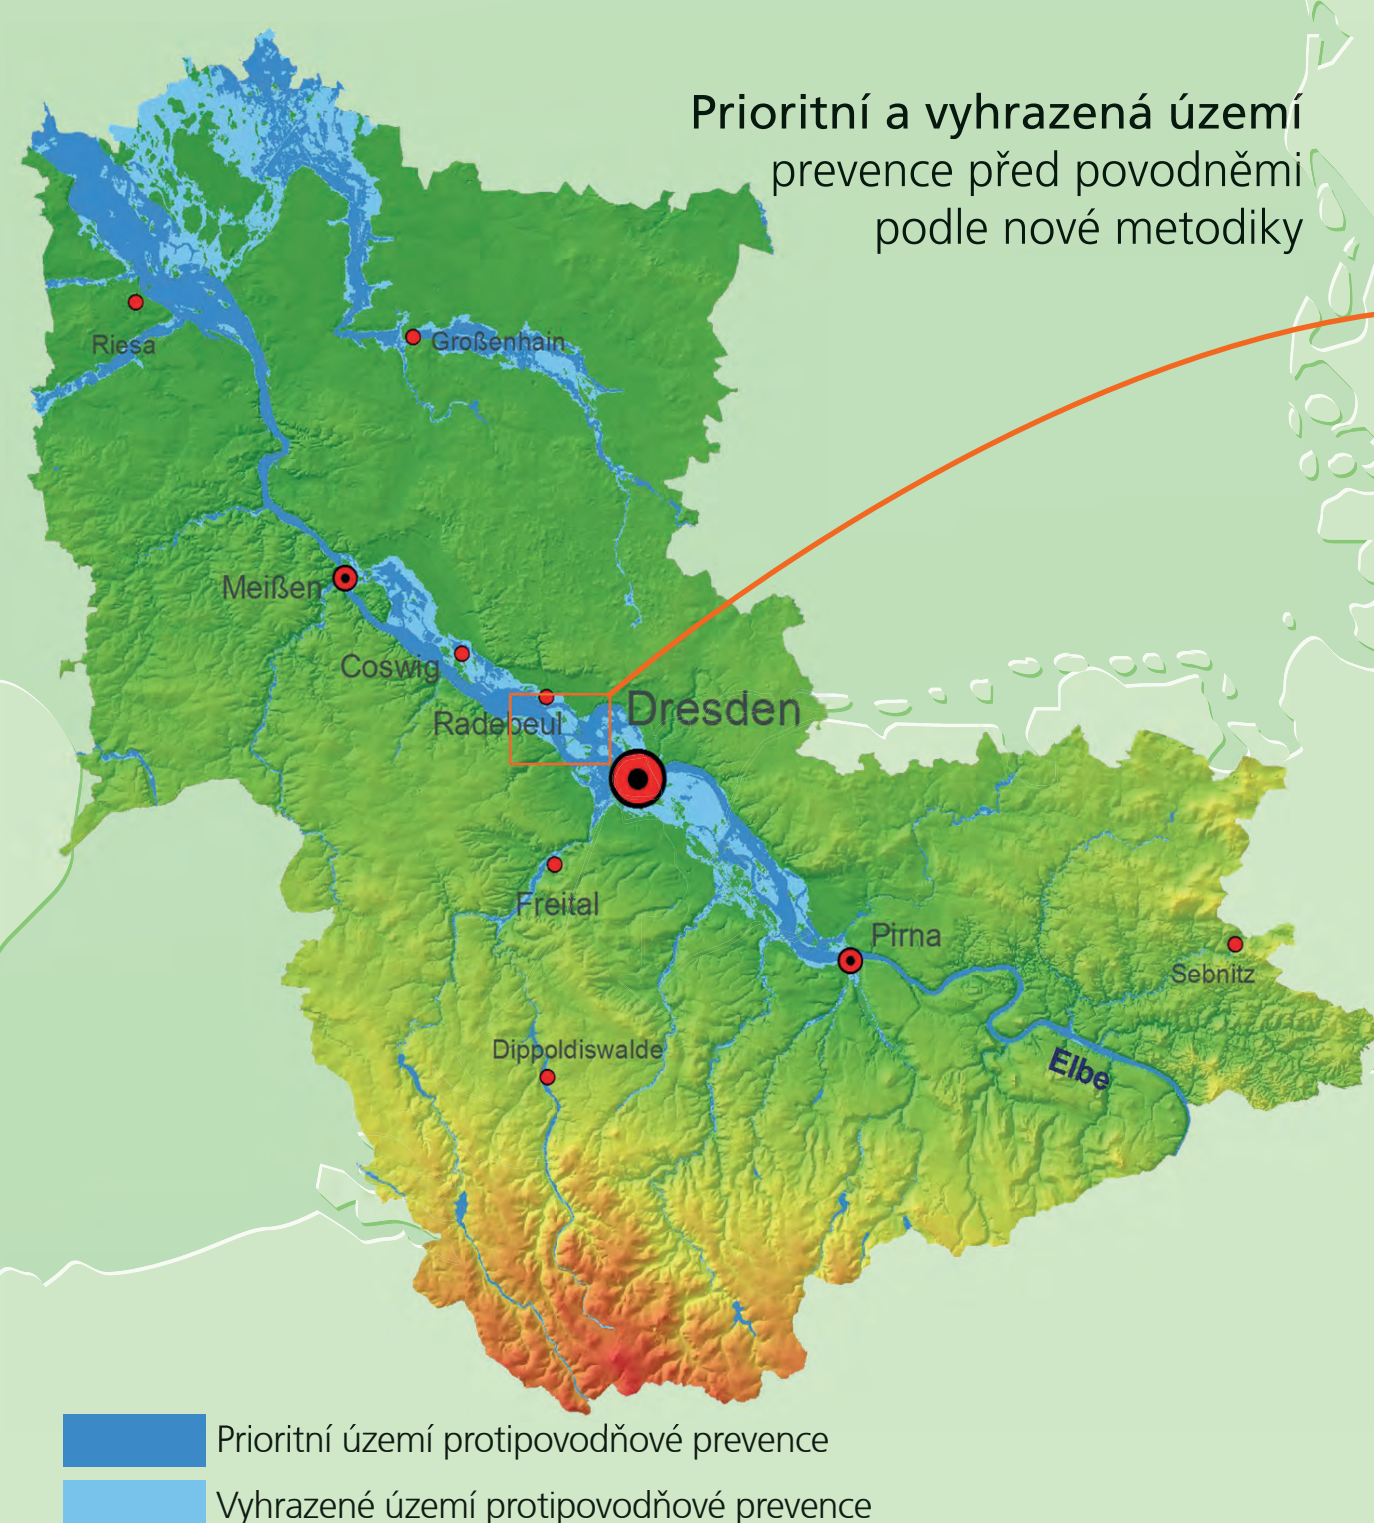 Prioritní a vyhrazená území
prevence před povodněmi
podle nové metodiky
Riesa
Großenhain
Meißen
Coswig
Radebeul
Dresden
Freital
Pirna
Sebnitz
Dippoldiswalde
Elbe
Prioritní území protipovodňové prevence
Vyhrazené území protipovodňové prevence